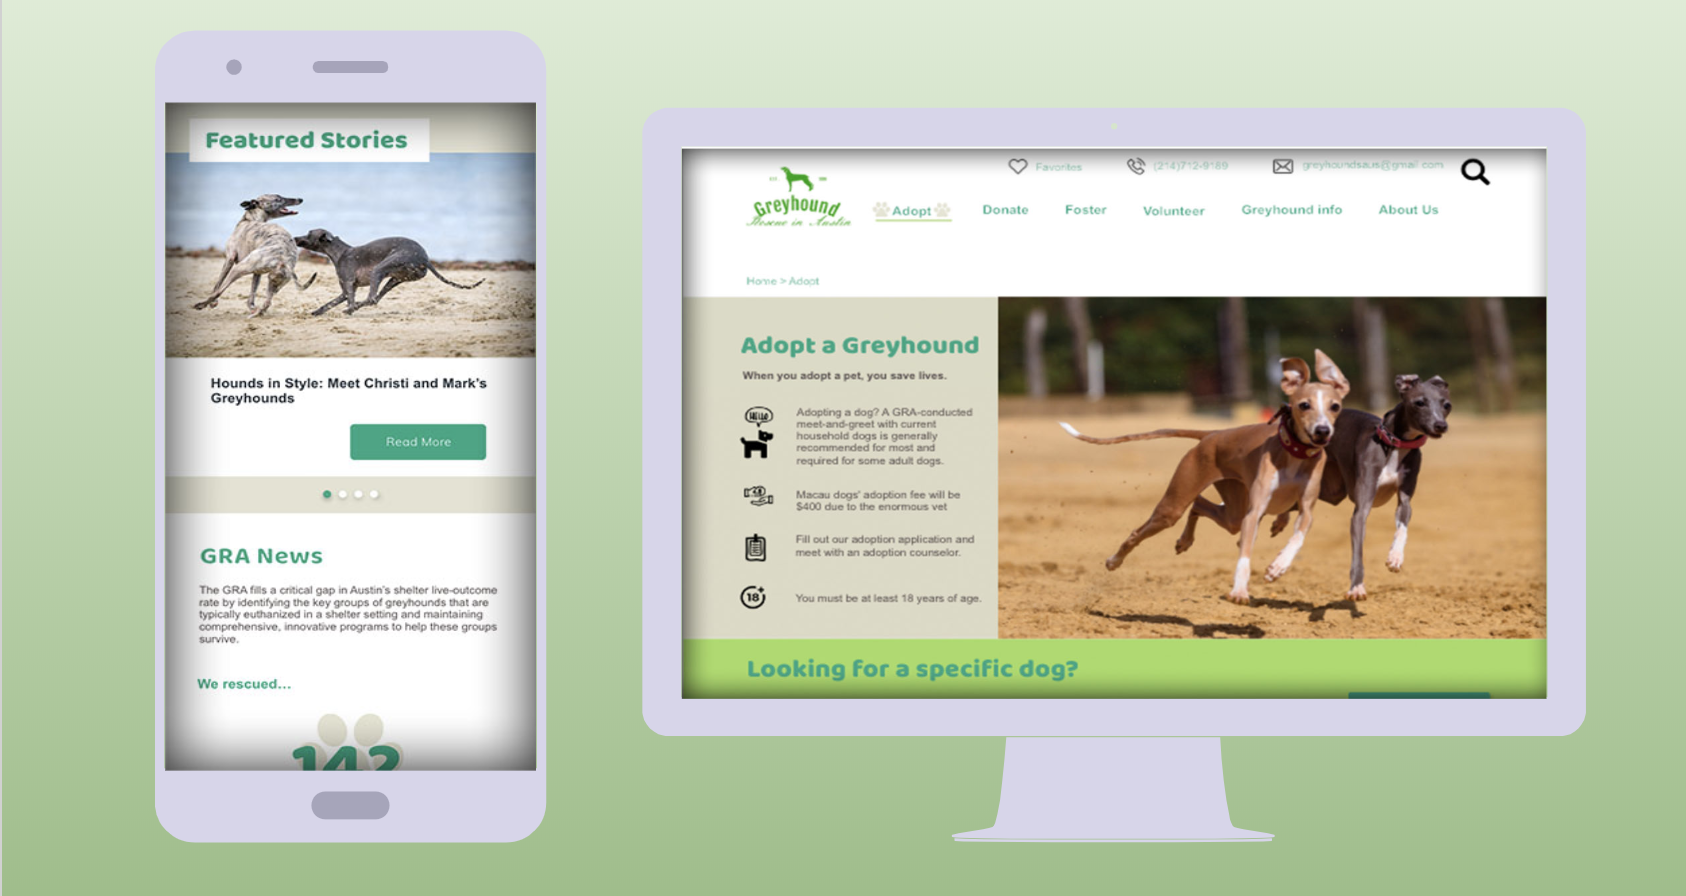 Featured Stories
Hounds in Style: Meet Christi and Mark's
Greyhounds
Read More
GRA News
The GRA fills a critical gap in Austin's shelter live-outcome
rate by identifying the key groups of greyhounds that are
typically euthanized in a shelter setting and maintaining
comprehensive, innovative programs to help these groups
survive.
We rescued...
142
Favorites
(214)712-9189
greyhoundsaus@gmail.com
Greyhound
Rescue in Austin
Adopt
Donate
Foster
Volunteer
Greyhound info
About Us
Home > Adopt
Adopt a Greyhound
When you adopt a pet, you save lives.
HELLO
Adopting a dog? A GRA-conducted
meet-and-greet with current
household dogs is generally
recommended for most and
required for some adult dogs.
Macau dogs' adoption fee will be
$400 due to the enormous vet
Fill out our adoption application and
meet with an adoption counselor.
18+
You must be at least 18 years of age.
Looking for a specific dog?